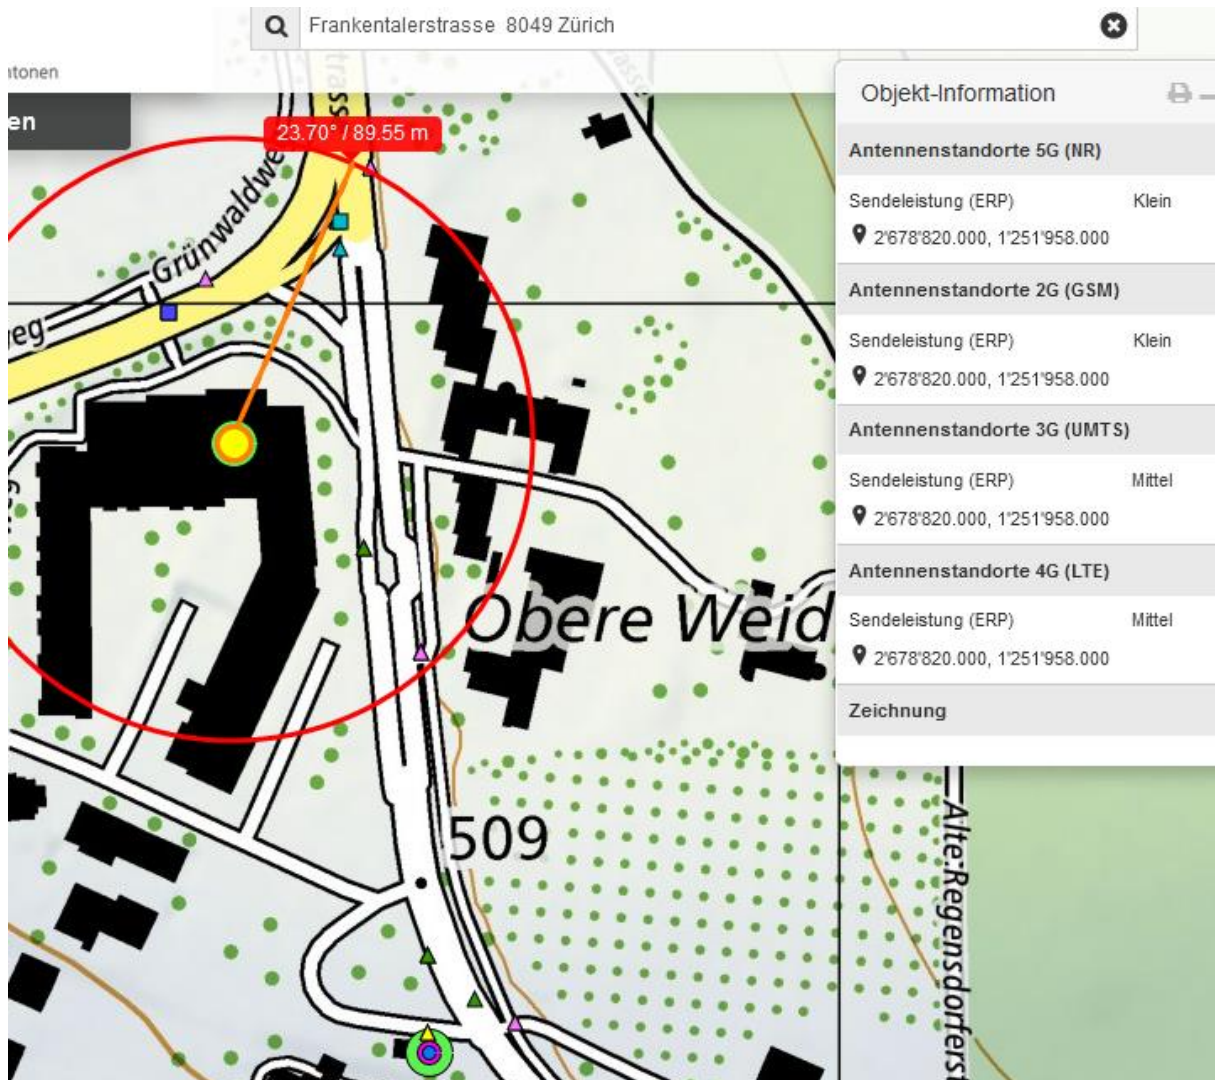 Frankentalerstrasse 8049 Zürich
ntonen
en
Objekt-Information
Antennenstandorte 5G (NR)
Sendeleistung (ERP) Klein
2'678'820.000, 1'251'958.000
Antennenstandorte 2G (GSM)
Sendeleistung (ERP) Klein
2'678'820.000, 1'251'958.000
Antennenstandorte 3G (UMTS)
Sendeleistung (ERP) Mittel
2'678'820.000, 1'251'958.000
Antennenstandorte 4G (LTE)
Sendeleistung (ERP) Mittel
2'678'820.000, 1'251'958.000
Zeichnung
23.70° / 89.55 m
Grünwaldwe
eg
Obere Weid
509
Alte Regensdorferst